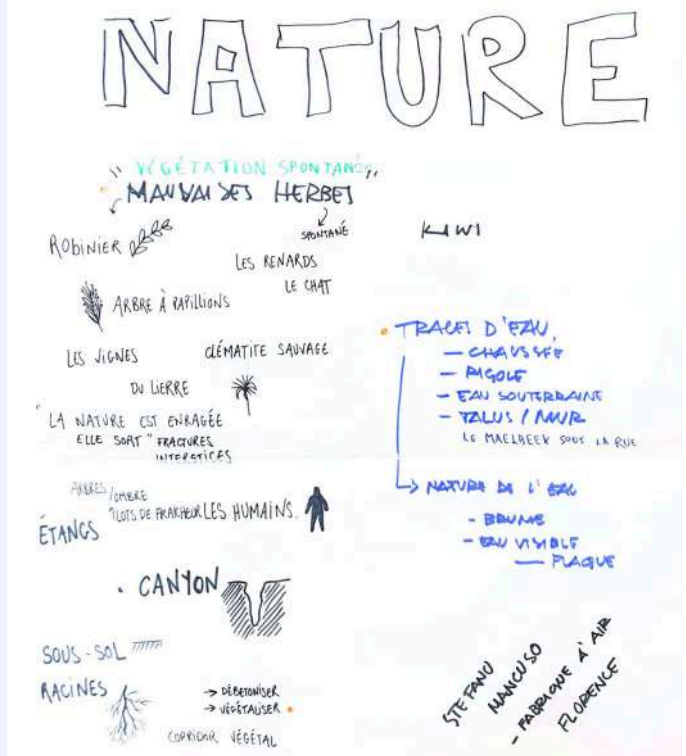 NATURE
" VÉGÉTATION SPONTANÉ "
MAUVAISES HERBES
SPONTANÉ
ROBINIER
LES RENARDS
LE CHAT
KIWI
ARBRE À PAPILLIONS
LES VIGNES
CLÉMATITE SAUVAGE
DU LIERRE
"LA NATURE EST ENRAGÉE
ELLE SORT" FRACTURES
INTERSTICES
ARBRES/OMBRE
ILOTS DE FRAICHEUR LES HUMAINS.
ÉTANGS
• CANYON
SOUS-SOL
RACINES
→ DÉBETONISER
→ VÉGÉTALISER
CORRIDOR VÉGÉTAL
• TRACES D'EAU,
— CHAUSSÉE
— RIGOLE
- EAU SOUTERRAINE
- TALUS / MUR
LE MAELBEEK SOUS LA RUE
NATURE DE L'EAU
- BRUME
- EAU VISIBLE
— FLAQUE
STEFANO
MANCUSO
- FABRIQUE À AIR
FLORENCE